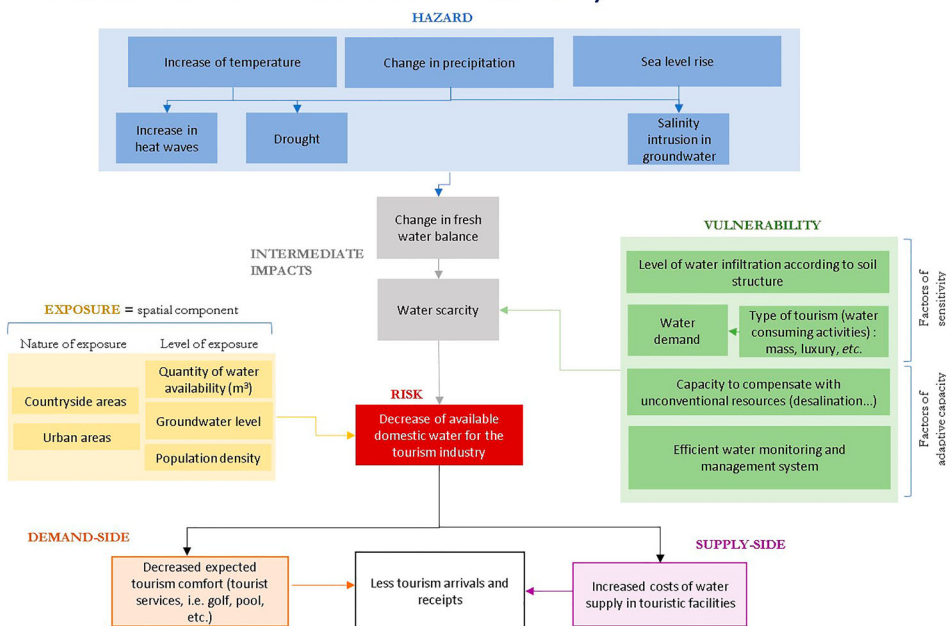 HAZARD
Increase of temperature
Change in precipitation
Sea level rise
Increase in
heat waves
Drought
Salinity
intrusion in
groundwater
Change in fresh
water balance
INTERMEDIATE
IMPACTS
Water scarcity
VULNERABILITY
Level of water infiltration according to soil
structure
Water
demand
Type of tourism (water
consuming activities) :
mass, luxury, etc.
Factors of
sensitivity
Capacity to compensate with
unconventional resources (desalination...)
Efficient water monitoring and
management system
Factors of
adaptive capacity
EXPOSURE = spatial component
Nature of exposure
Level of exposure
Countryside areas
Urban areas
Quantity of water
availability (m³)
Groundwater level
Population density
RISK
Decrease of available
domestic water for the
tourism industry
DEMAND-SIDE
Decreased expected
tourism comfort (tourist
services, i.e. golf, pool,
etc.)
Less tourism arrivals and
receipts
SUPPLY-SIDE
Increased costs of water
supply in touristic facilities